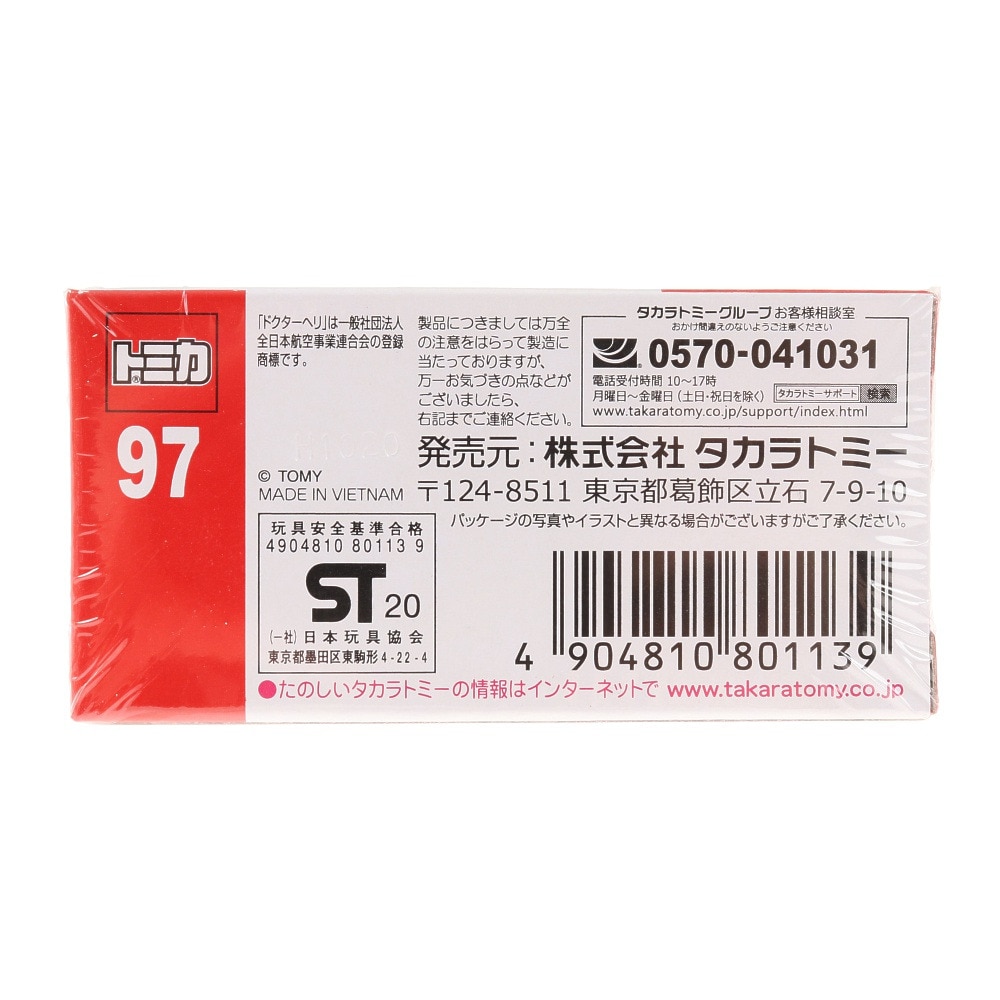 トミカ
®
97
「ドクターヘリ」は一般社団法人
全日本航空事業連合会の登録
商標です。
© TOMY
MADE IN VIETNAM
製品につきましては万全
の注意をはらって製造に
当たっておりますが、
万一お気づきの点などが
ございましたら、
右記までご連絡ください。
タカラトミーグループ お客様相談室
おかけ間違えのないようご注意ください
0570-041031
電話受付時間 10〜17時
月曜日〜金曜日 (土日・祝日を除く)
タカラトミーサポート 検索
www.takaratomy.co.jp/support/index.html
発売元:株式会社 タカラトミー
〒124-8511 東京都葛飾区立石 7-9-10
パッケージの写真やイラストと異なる場合がございますがご了承ください。
玩具安全基準合格
4904810 80113 9
ST 20
(一社)日本玩具協会
東京都墨田区東駒形4-22-4
4 904810 801139
●たのしいタカラトミーの情報はインターネットで www.takaratomy.co.jp